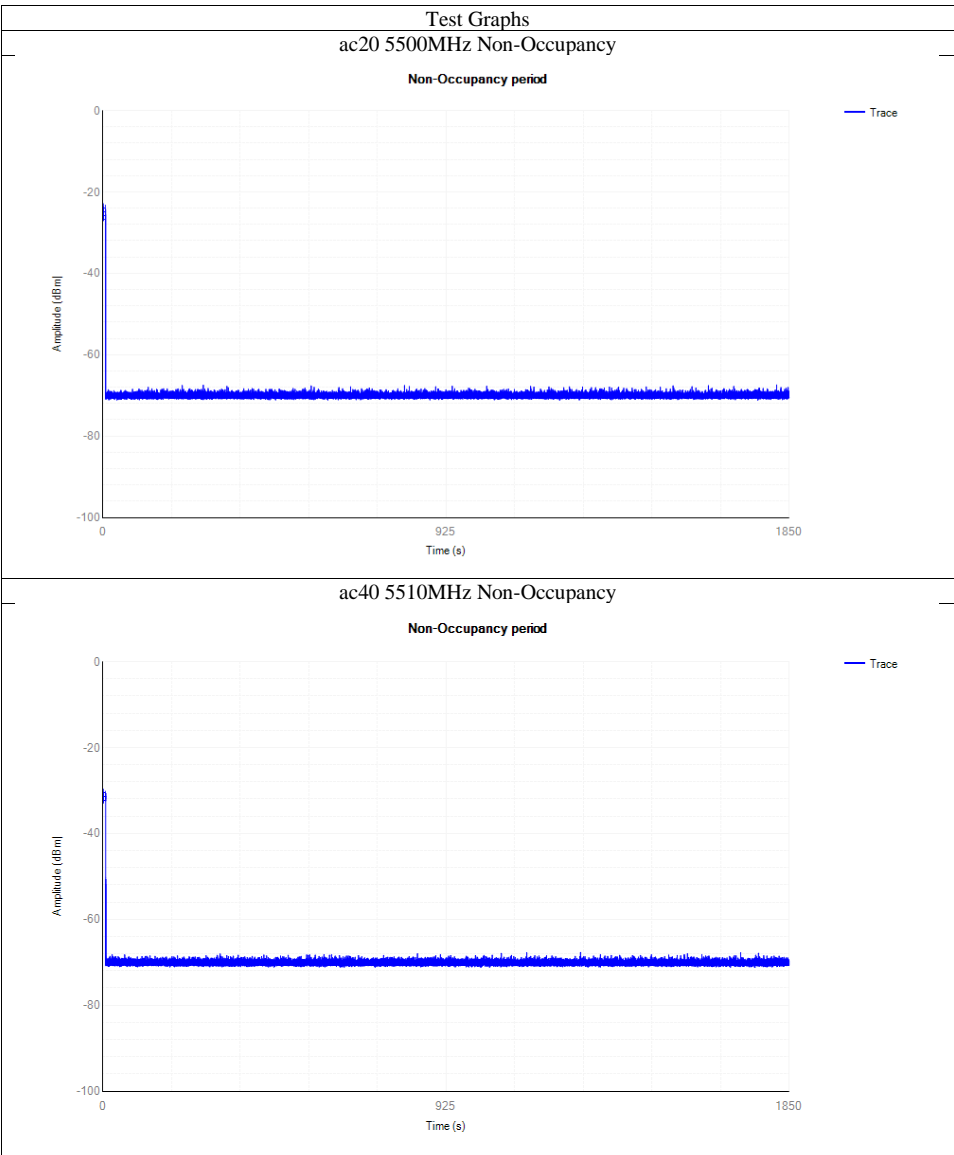 Test Graphs
ac20 5500MHz Non-Occupancy
Non-Occupancy period
Trace
0
-20
-40
-60
-80
-100
Amplitude (dBm)
0
925
1850
Time (s)
ac40 5510MHz Non-Occupancy
Non-Occupancy period
Trace
0
-20
-40
-60
-80
-100
Amplitude (dBm)
0
925
1850
Time (s)